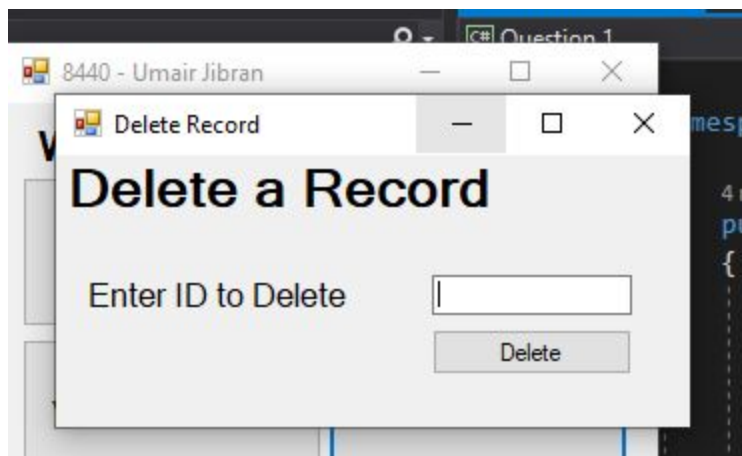 C# Question 1
8440 - Umair Jibran
Delete Record
Delete a Record
Enter ID to Delete
Delete